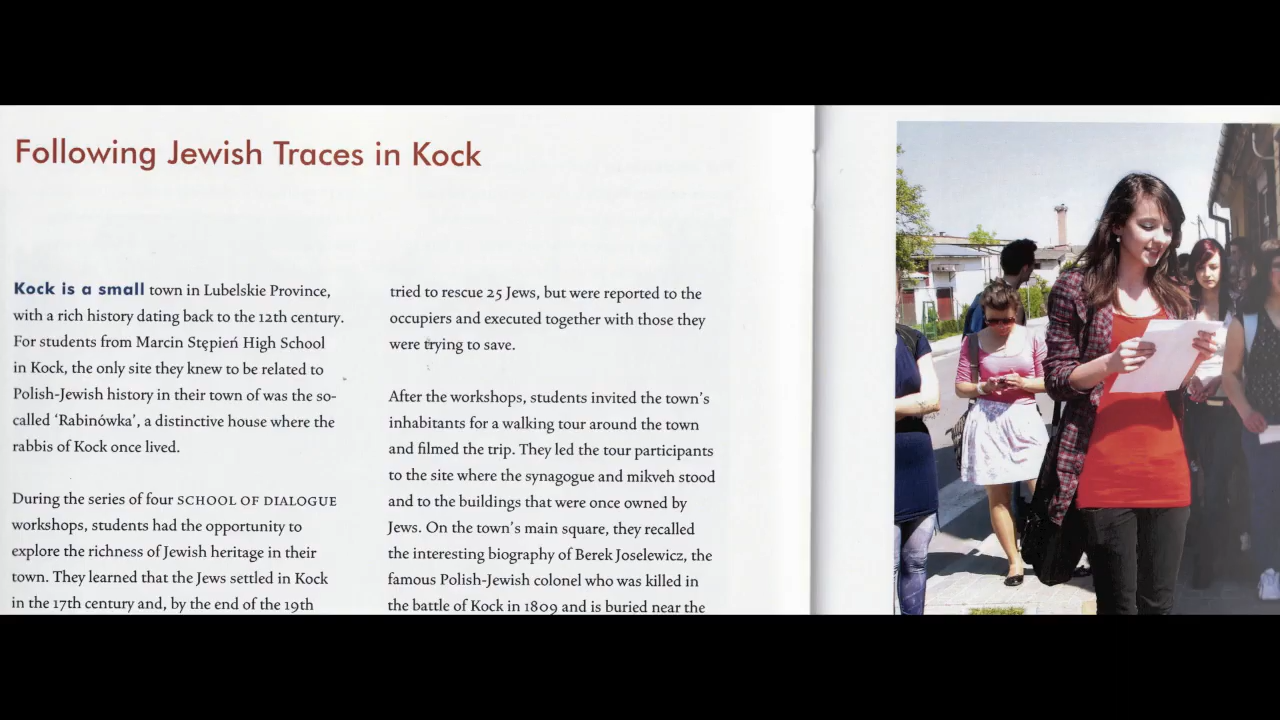 Following Jewish Traces in Kock
Kock is a small town in Lubelskie Province,
with a rich history dating back to the 12th century.
For students from Marcin Stępień High School
in Kock, the only site they knew to be related to
Polish-Jewish history in their town of was the so-
called ‘Rabinówka’, a distinctive house where the
rabbis of Kock once lived.
During the series of four SCHOOL OF DIALOGUE
workshops, students had the opportunity to
explore the richness of Jewish heritage in their
town. They learned that the Jews settled in Kock
in the 17th century and, by the end of the 19th
tried to rescue 25 Jews, but were reported to the
occupiers and executed together with those they
were trying to save.
After the workshops, students invited the town’s
inhabitants for a walking tour around the town
and filmed the trip. They led the tour participants
to the site where the synagogue and mikveh stood
and to the buildings that were once owned by
Jews. On the town’s main square, they recalled
the interesting biography of Berek Joselewicz, the
famous Polish-Jewish colonel who was killed in
the battle of Kock in 1809 and is buried near the